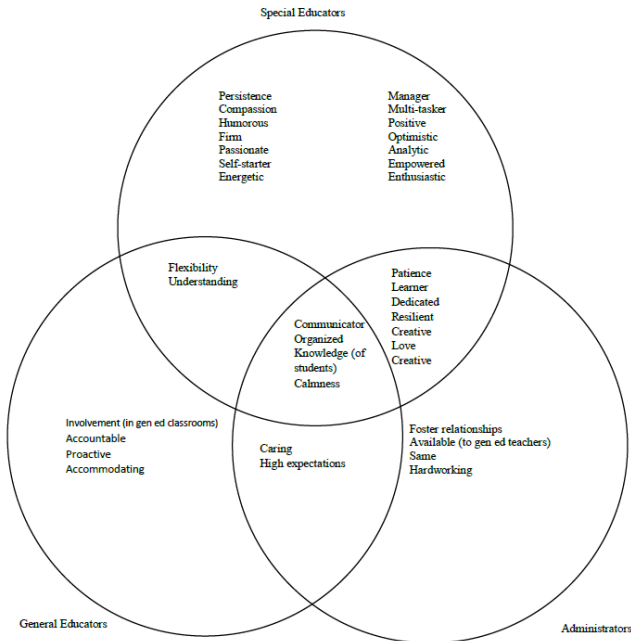 Special Educators
Persistence
Compassion
Humorous
Firm
Passionate
Self-starter
Energetic
Manager
Multi-tasker
Positive
Optimistic
Analytic
Empowered
Enthusiastic
Flexibility
Understanding
Patience
Learner
Dedicated
Resilient
Creative
Love
Creative
Communicator
Organized
Knowledge (of
students)
Calmness
Involvement (in gen ed classrooms)
Accountable
Proactive
Accommodating
Caring
High expectations
Foster relationships
Available (to gen ed teachers)
Same
Hardworking
General Educators
Administrators